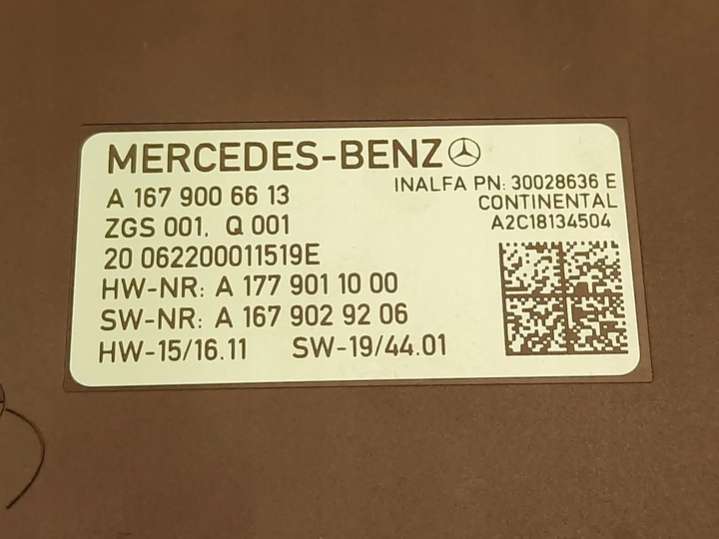 MERCEDES-BENZ
INALFA PN: 30028636 E
CONTINENTAL
A2C18134504
A 167 900 66 13
ZGS 001, Q 001
20 062200011519E
HW-NR: A 177 901 10 00
SW-NR: A 167 902 92 06
HW-15/16.11 SW-19/44.01